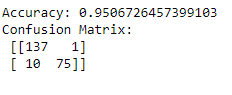 Accuracy: 0.9506726457399103
Confusion Matrix:
[[137   1]
[ 10  75]]